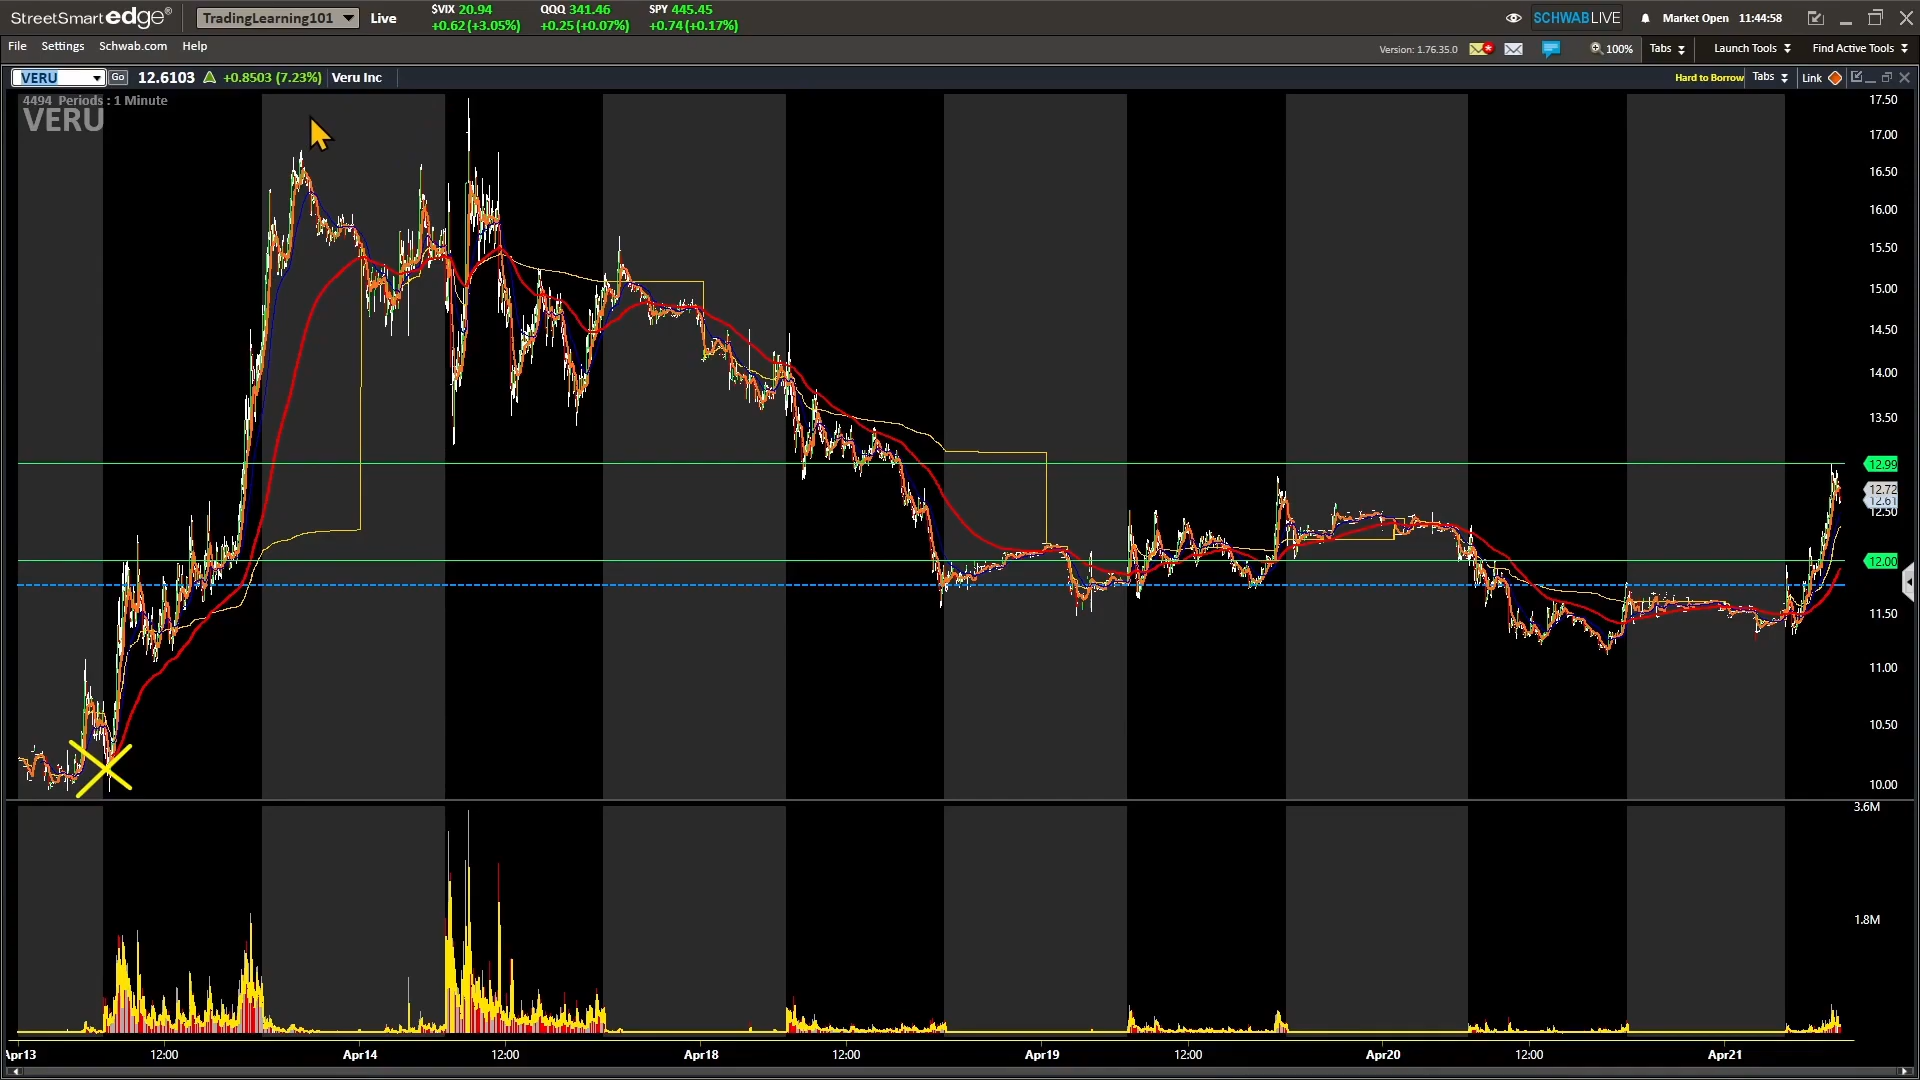 StreetSmart edge® TradingLearning101 Live $VIX 20.94 QQQ 341.46 SPY 445.45 SCHWABLIVE Market Open 11:44:58
+0.62 (+3.05%) +0.25 (+0.07%) +0.74 (+0.17%)
File Settings Schwab.com Help Version: 1.76.35.0 100% Tabs Launch Tools Find Active Tools
VERU Go 12.6103 +0.8503 (7.23%) Veru Inc Hard to Borrow Tabs Link
4494 Periods : 1 Minute
VERU
17.50
17.00
16.50
16.00
15.50
15.00
14.50
14.00
13.50
12.99
12.72
12.61
12.50
12.00
11.50
11.00
10.50
10.00
3.6M
1.8M
Apr13 12:00 Apr14 12:00 Apr18 12:00 Apr19 12:00 Apr20 12:00 Apr21